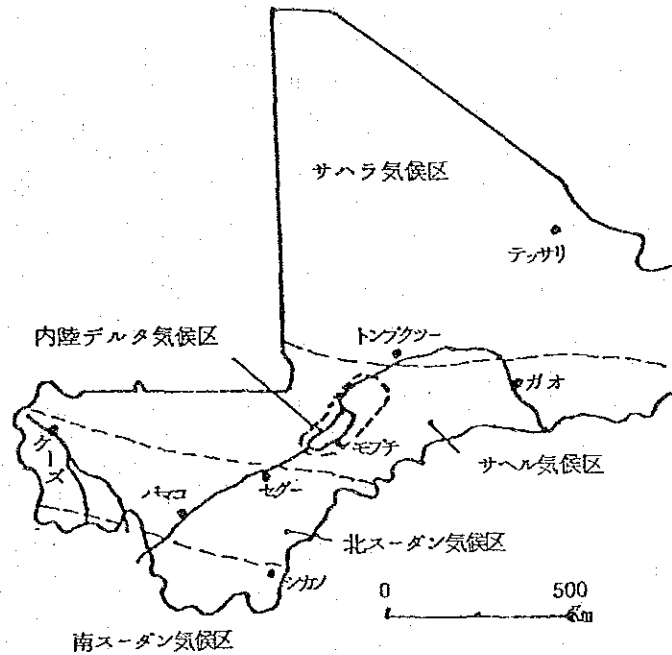 サハラ気候区
テッサリ
内陸デルタ気候区
トンブクツー
ガオ
ケーズ
モプチ
サヘル気候区
セグー
バマコ
北スーダン気候区
シカソ
0 500
Km
南スーダン気候区